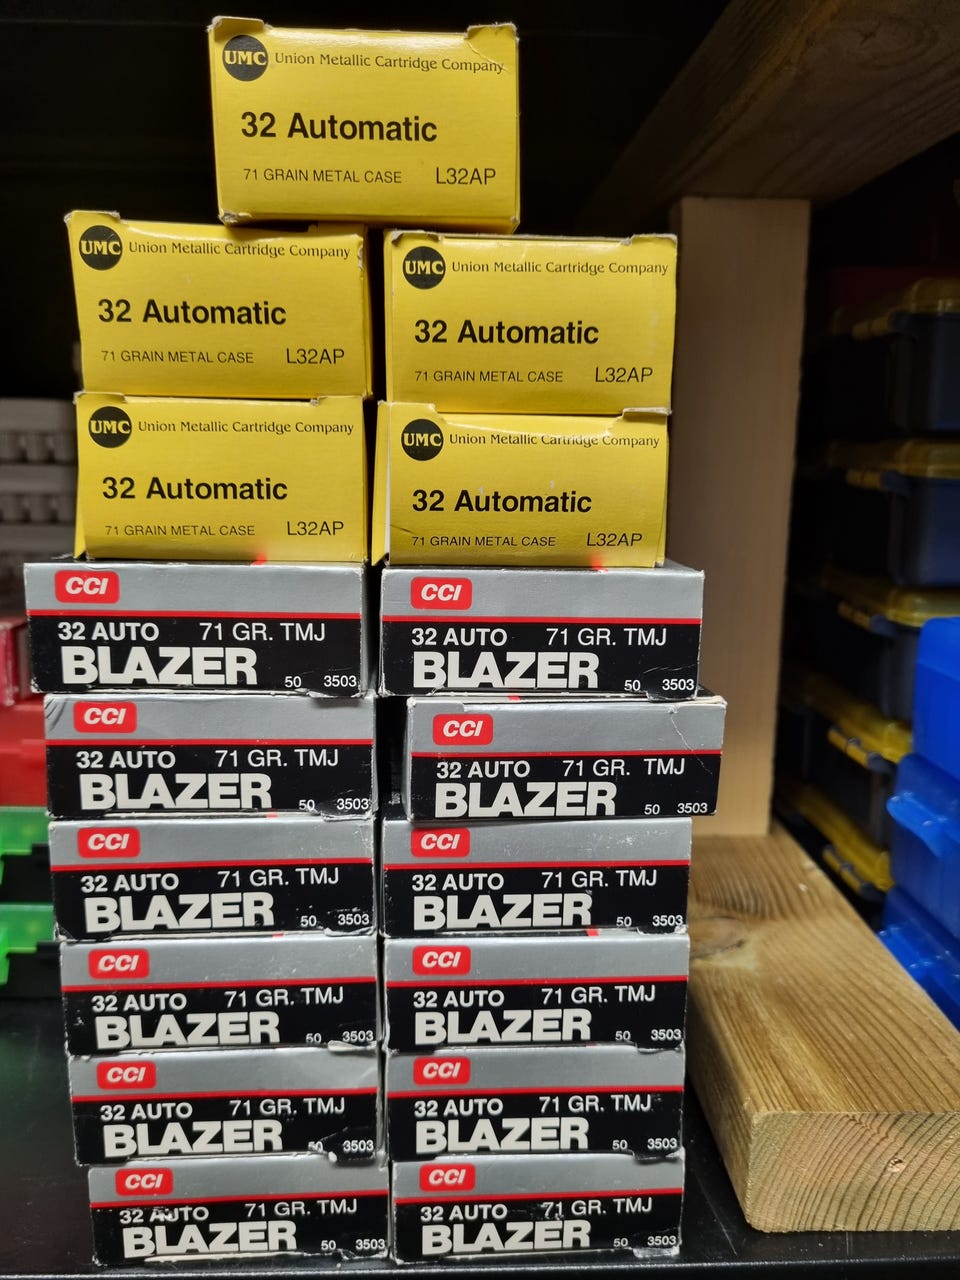 UMC Union Metallic Cartridge Company
32 Automatic
71 GRAIN METAL CASE L32AP
UMC Union Metallic Cartridge Company
32 Automatic
71 GRAIN METAL CASE L32AP
UMC Union Metallic Cartridge Company
32 Automatic
71 GRAIN METAL CASE L32AP
UMC Union Metallic Cartridge Company
32 Automatic
71 GRAIN METAL CASE L32AP
UMC Union Metallic Cartridge Company
32 Automatic
71 GRAIN METAL CASE L32AP
CCI
32 AUTO 71 GR. TMJ
BLAZER 50 3503
CCI
32 AUTO 71 GR. TMJ
BLAZER 50 3503
CCI
32 AUTO 71 GR. TMJ
BLAZER 50 3503
CCI
32 AUTO 71 GR. TMJ
BLAZER 50 3503
CCI
32 AUTO 71 GR. TMJ
BLAZER 50 3503
CCI
32 AUTO 71 GR. TMJ
BLAZER 50 3503
CCI
32 AUTO 71 GR. TMJ
BLAZER 50 3503
CCI
32 AUTO 71 GR. TMJ
BLAZER 50 3503
CCI
32 AUTO 71 GR. TMJ
BLAZER 50 3503
CCI
32 AUTO 71 GR. TMJ
BLAZER 50 3503
CCI
32 AUTO 71 GR. TMJ
BLAZER 50 3503
CCI
32 AUTO 71 GR. TMJ
BLAZER 50 3503